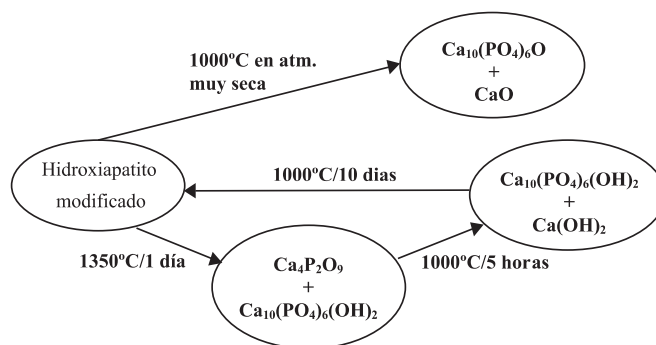 1000ºC en atm.
muy seca
Ca₁₀(PO₄)₆O
+
CaO
Hidroxiapatito
modificado
1000ºC/10 dias
Ca₁₀(PO₄)₆(OH)₂
+
Ca(OH)₂
1350ºC/1 día
Ca₄P₂O₉
+
Ca₁₀(PO₄)₆(OH)₂
1000ºC/5 horas